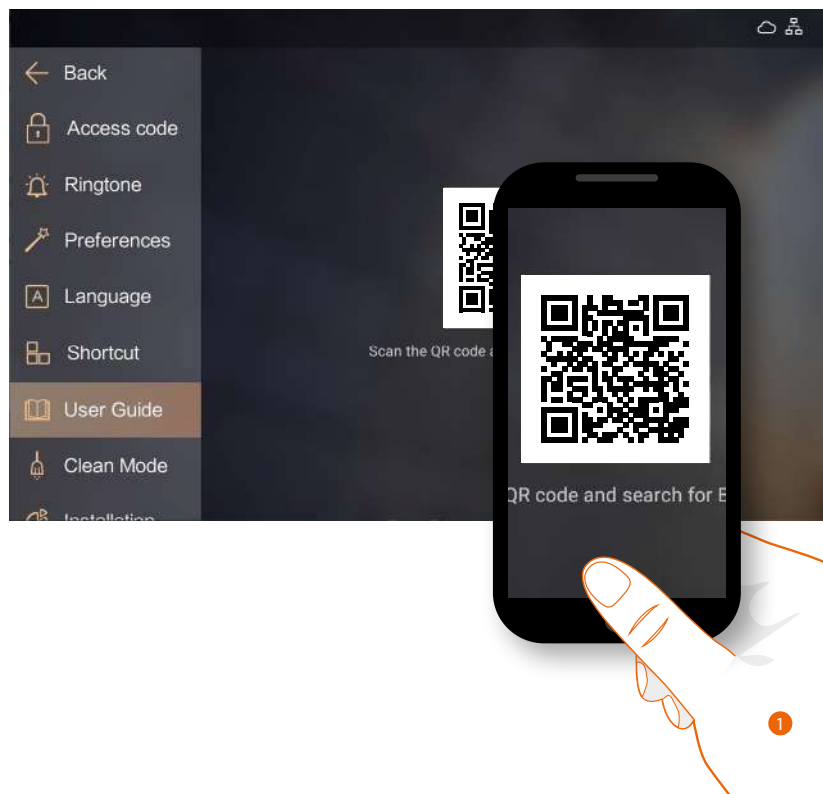 Back
Access code
Ringtone
Preferences
Language
Shortcut
User Guide
Clean Mode
Installation
Scan the QR code
QR code and search for
1